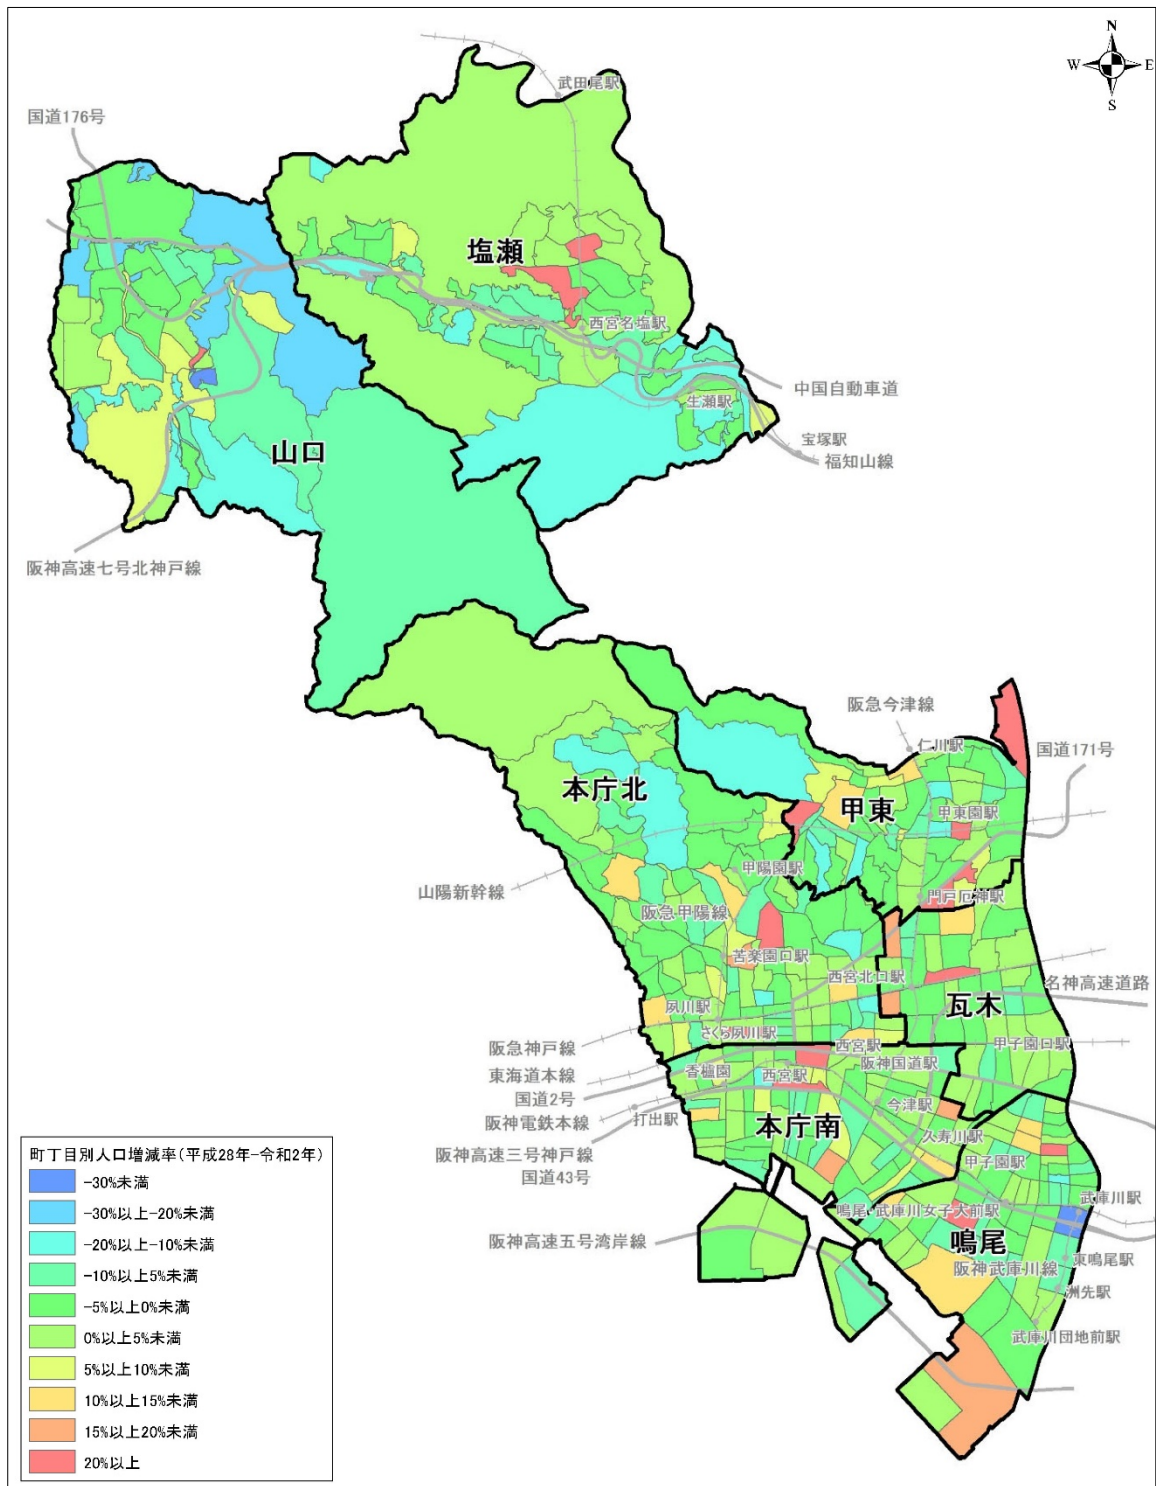 N
W
E
S
武田尾駅
国道176号
塩瀬
西宮名塩駅
中国自動車道
生瀬駅
宝塚駅
福知山線
山口
阪神高速七号北神戸線
阪急今津線
仁川駅
国道171号
本庁北
甲東
甲東園駅
甲陽園駅
山陽新幹線
門戸厄神駅
阪急甲陽線
苦楽園口駅
西宮北口駅
名神高速道路
瓦木
夙川駅
さくら夙川駅
阪急神戸線
西宮駅
甲子園口駅
阪神国道駅
東海道本線
香櫨園
西宮駅
国道2号
今津駅
阪神電鉄本線
打出駅
本庁南
久寿川駅
阪神高速三号神戸線
甲子園駅
国道43号
武庫川駅
鳴尾・武庫川女子大前駅
阪神高速五号湾岸線
鳴尾
東鳴尾駅
阪神武庫川線
洲先駅
武庫川団地前駅
町丁目別人口増減率(平成28年-令和2年)
-30%未満
-30%以上-20%未満
-20%以上-10%未満
-10%以上5%未満
-5%以上0%未満
0%以上5%未満
5%以上10%未満
10%以上15%未満
15%以上20%未満
20%以上